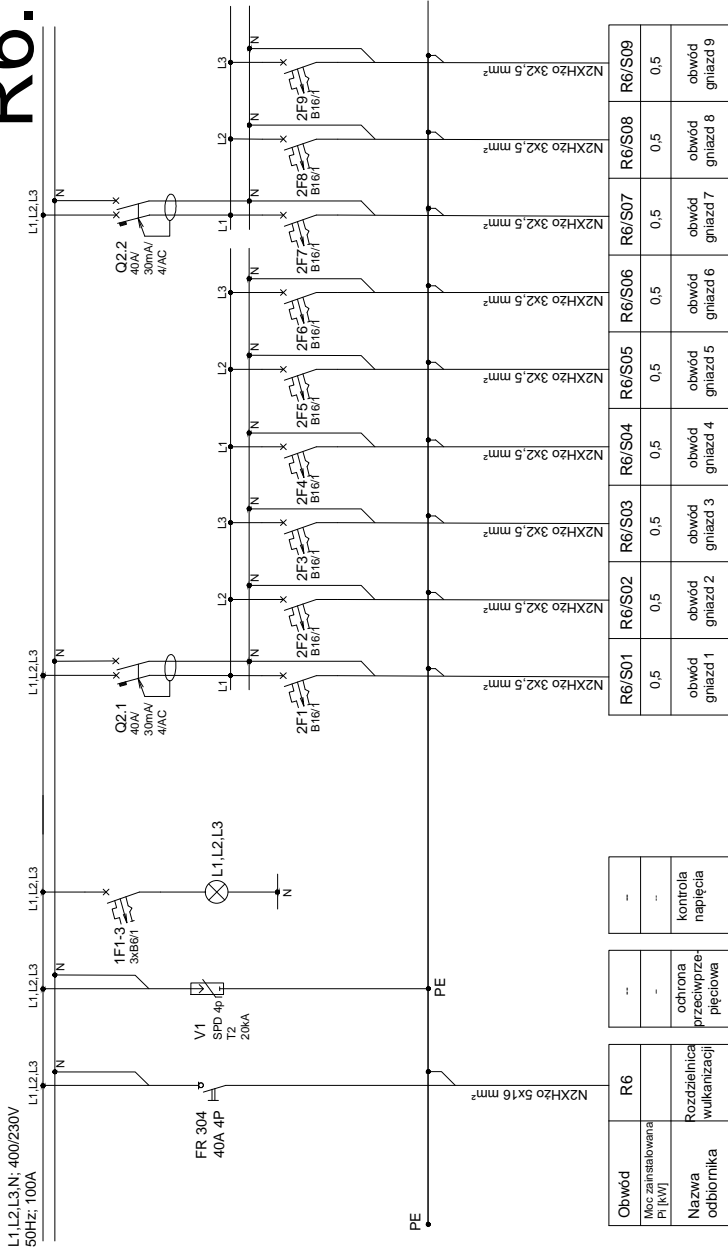 R6.
L1,L2,L3,N; 400/230V
50Hz; 100A
L1,L2,L3
N
FR 304
40A 4P
N2XHżo 5x16 mm²
L1,L2,L3
N
V1
SPD 4p
T2
20kA
PE
PE
L1,L2,L3
1F1-3
3xB6/1
L1,L2,L3
N
L1,L2,L3
N
Q2.1
40A/
30mA/
4/AC
L1
N
2F1
B16/1
N2XHżo 3x2,5 mm²
L2
N
2F2
B16/1
N2XHżo 3x2,5 mm²
L3
N
2F3
B16/1
N2XHżo 3x2,5 mm²
L1
N
2F4
B16/1
N2XHżo 3x2,5 mm²
L2
N
2F5
B16/1
N2XHżo 3x2,5 mm²
L3
N
2F6
B16/1
N2XHżo 3x2,5 mm²
L1,L2,L3
N
Q2.2
40A/
30mA/
4/AC
L1
N
2F7
B16/1
N2XHżo 3x2,5 mm²
L2
N
2F8
B16/1
N2XHżo 3x2,5 mm²
L3
N
2F9
B16/1
N2XHżo 3x2,5 mm²
Obwód R6 -- -- R6/S01 R6/S02 R6/S03 R6/S04 R6/S05 R6/S06 R6/S07 R6/S08 R6/S09
Moc zainstalowana
Pi [kW]
- - 0,5 0,5 0,5 0,5 0,5 0,5 0,5 0,5 0,5
Nazwa
odbiornika
Rozdzielnica
wulkanizacji
ochrona
przeciwprze-
pięciowa
kontrola
napięcia
obwód
gniazd 1
obwód
gniazd 2
obwód
gniazd 3
obwód
gniazd 4
obwód
gniazd 5
obwód
gniazd 6
obwód
gniazd 7
obwód
gniazd 8
obwód
gniazd 9